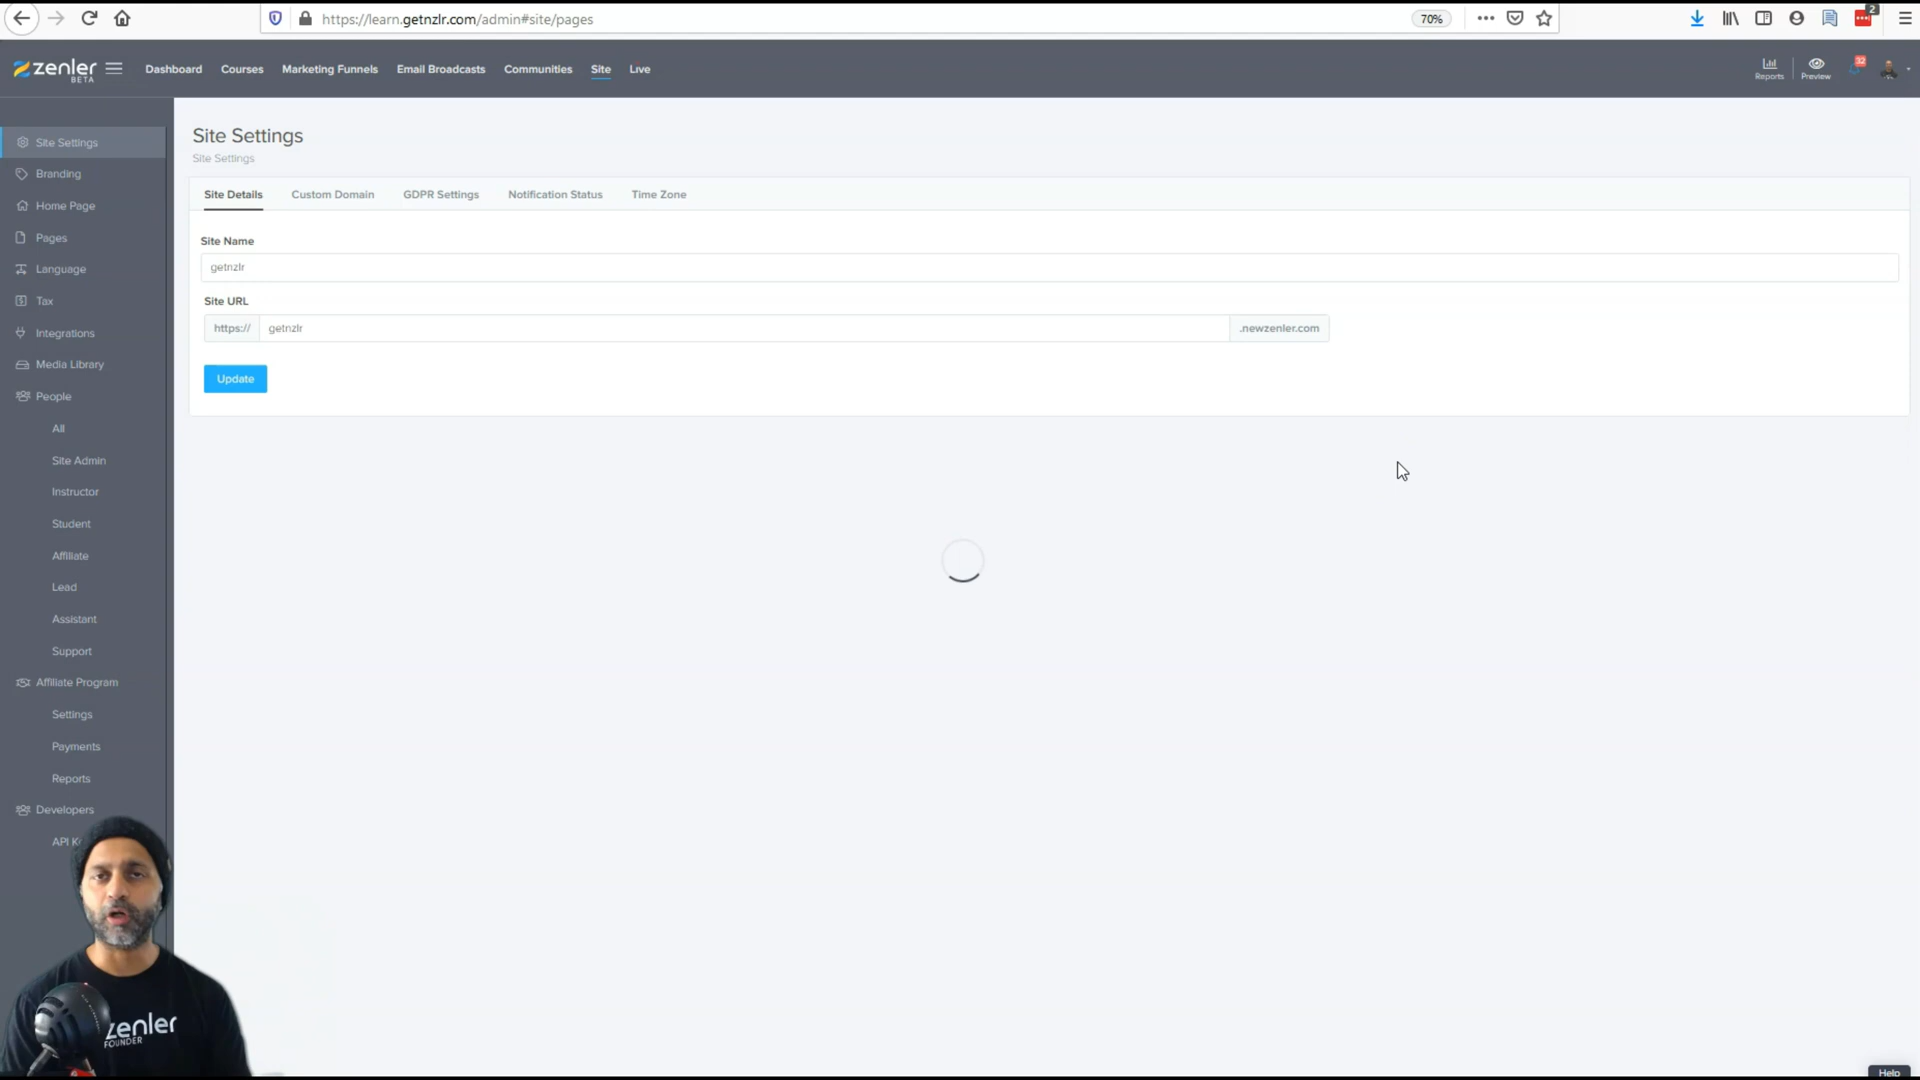 70%
https://learn.getnzlr.com/admin#site/pages
2
zenler
BETA
Dashboard
Courses
Marketing Funnels
Email Broadcasts
Communities
Site
Live
Reports
Preview
32
Site Settings
Branding
Home Page
Pages
Language
Tax
Integrations
Media Library
People
All
Site Admin
Instructor
Student
Affiliate
Lead
Assistant
Support
Affiliate Program
Settings
Payments
Reports
Developers
API K
Site Settings
Site Settings
Site Details
Custom Domain
GDPR Settings
Notification Status
Time Zone
Site Name
getnzlr
Site URL
https://
getnzlr
.newzenler.com
Update
zenler
FOUNDER
Help